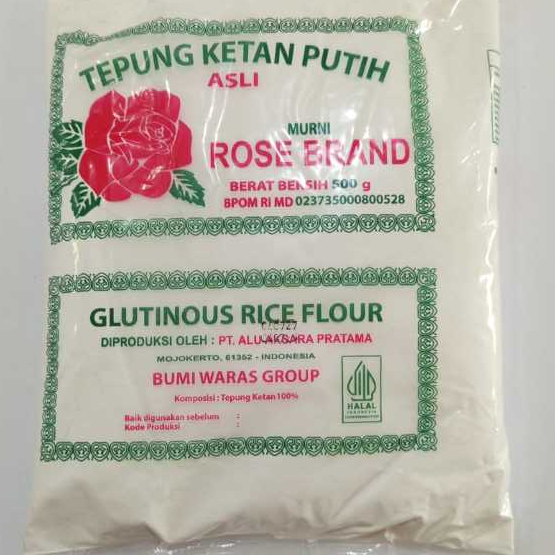 TEPUNG KETAN PUTIH
ASLI
MURNI
ROSE BRAND
BERAT BERSIH 500 g
BPOM RI MD 023735000800528
GLUTINOUS RICE FLOUR
DIPRODUKSI OLEH : PT. ALU AKSARA PRATAMA
MOJOKERTO, 61352 - INDONESIA
BUMI WARAS GROUP
Komposisi : Tepung Ketan 100%
HALAL
INDONESIA
Baik digunakan sebelum :
Kode Produksi :